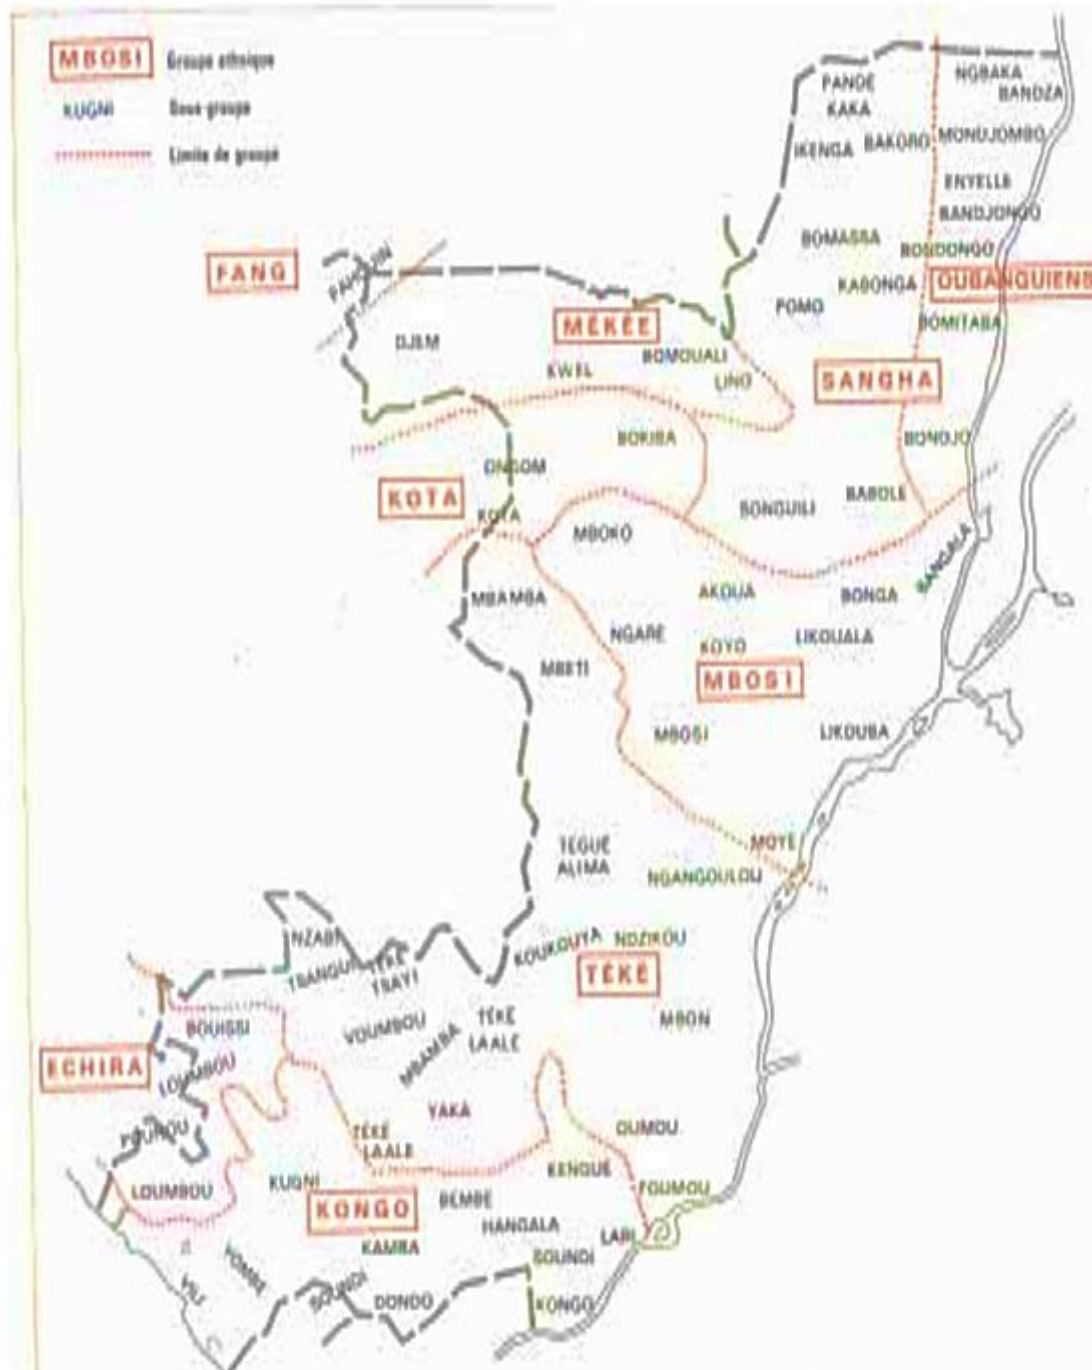 MBOSI Groupe ethnique
KUGNI Sous-groupe
Limite de groupe
NGBAKA
PANDE
BANDZA
KAKA
IKENGA
BAKORO
MONDJOMBO
ENYELLE
BANDJONGO
BOMASSA
BONDONGO
FANG
PAHOUIN
KABONGA
OUBANGUIENS
POMO
BOMITABA
MÉKÉE
DJEM
BOMOUALI
KWEL
LINO
SANGHA
BOKIBA
BONDJO
ONGOM
KOTA
BABOLE
BONGUILI
KOTA
MBOKO
BANGALA
AKOUA
BONGA
MBAMBA
NGARE
LIKOUALA
KOYO
MBETI
MBOSI
MBOSI
LIKOUBA
TEGUE
ALIMA
MOYE
NGANGOULOU
NZABI
KOUKOUYA
NDZIKOU
TSANGUI
TÉKÉ
TSAYI
TÉKÉ
MBON
TÉKÉ
LAALE
VOUMBOU
MBAMBA
BOUISSI
ECHIRA
LOUMBOU
YAKA
OUMOU
TÉKÉ
LAALE
POUNOU
KENGUÉ
KUGNI
LOUMBOU
FOUMOU
BEMBE
KONGO
HANGALA
LARI
KAMBA
SOUNDI
YOMBE
VILI
SOUNDI
DONDO
KONGO